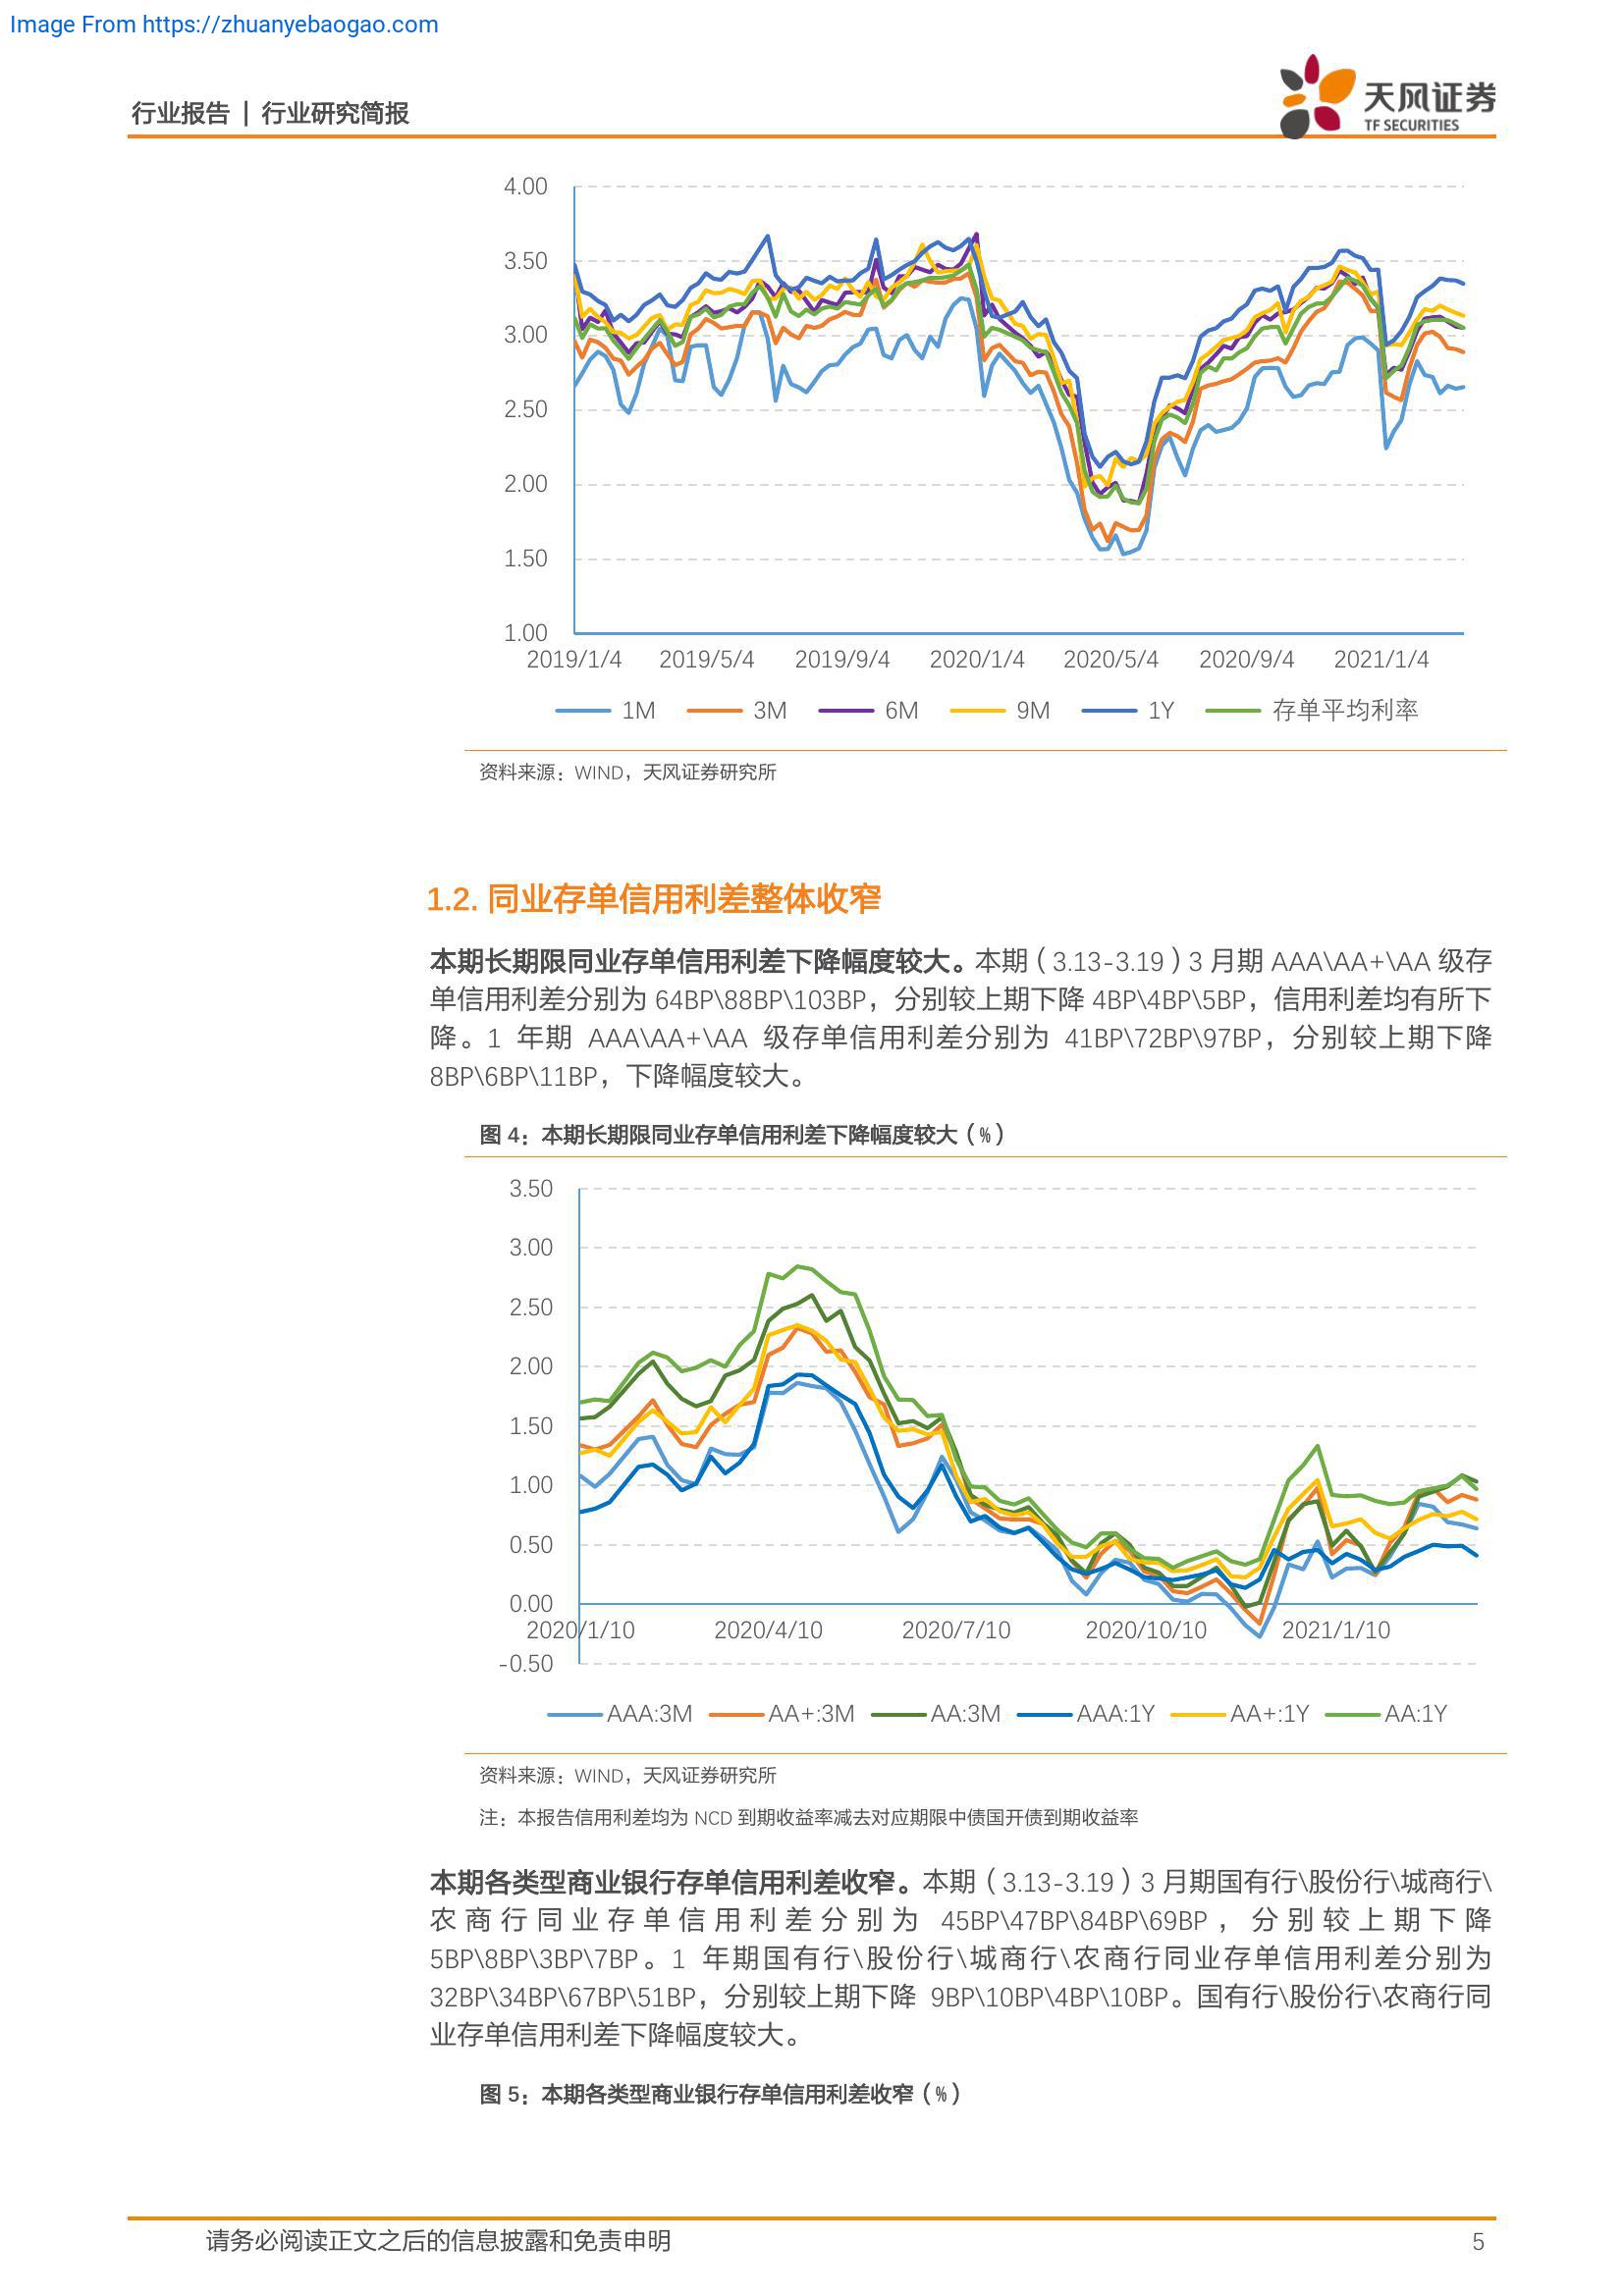 Image From https://zhuanyebaogao.com
行业报告 | 行业研究简报
天风证券
TF SECURITIES
4.00
3.50
3.00
2.50
2.00
1.50
1.00
2019/1/4 2019/5/4 2019/9/4 2020/1/4 2020/5/4 2020/9/4 2021/1/4
1M 3M 6M 9M 1Y 存单平均利率
资料来源：WIND，天风证券研究所
1.2. 同业存单信用利差整体收窄
本期长期限同业存单信用利差下降幅度较大。本期（3.13-3.19）3 月期 AAA\AA+\AA 级存
单信用利差分别为 64BP\88BP\103BP，分别较上期下降 4BP\4BP\5BP，信用利差均有所下
降。1 年期 AAA\AA+\AA 级存单信用利差分别为 41BP\72BP\97BP，分别较上期下降
8BP\6BP\11BP，下降幅度较大。
图 4：本期长期限同业存单信用利差下降幅度较大（%）
3.50
3.00
2.50
2.00
1.50
1.00
0.50
0.00
2020/1/10 2020/4/10 2020/7/10 2020/10/10 2021/1/10
-0.50
AAA:3M AA+:3M AA:3M AAA:1Y AA+:1Y AA:1Y
资料来源：WIND，天风证券研究所
注：本报告信用利差均为 NCD 到期收益率减去对应期限中债国开债到期收益率
本期各类型商业银行存单信用利差收窄。本期（3.13-3.19）3 月期国有行\股份行\城商行\
农商行同业存单信用利差分别为 45BP\47BP\84BP\69BP，分别较上期下降
5BP\8BP\3BP\7BP。1 年期国有行\股份行\城商行\农商行同业存单信用利差分别为
32BP\34BP\67BP\51BP，分别较上期下降 9BP\10BP\4BP\10BP。国有行\股份行\农商行同
业存单信用利差下降幅度较大。
图 5：本期各类型商业银行存单信用利差收窄（%）
请务必阅读正文之后的信息披露和免责申明 5